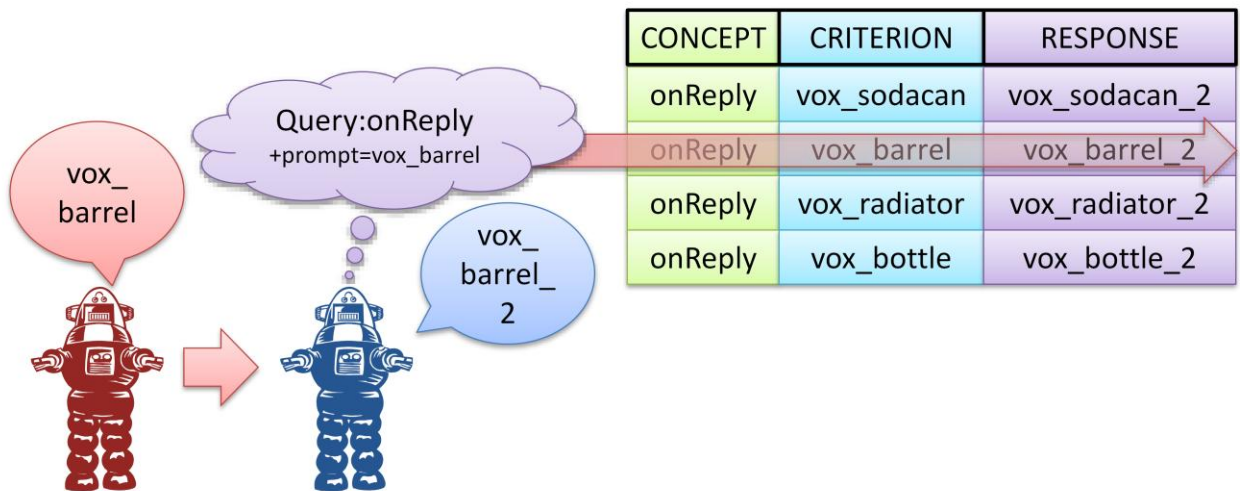 vox_
barrel
Query:onReply
+prompt=vox_barrel
vox_
barrel_
2
CONCEPT CRITERION RESPONSE
onReply vox_sodacan vox_sodacan_2
onReply vox_barrel vox_barrel_2
onReply vox_radiator vox_radiator_2
onReply vox_bottle vox_bottle_2